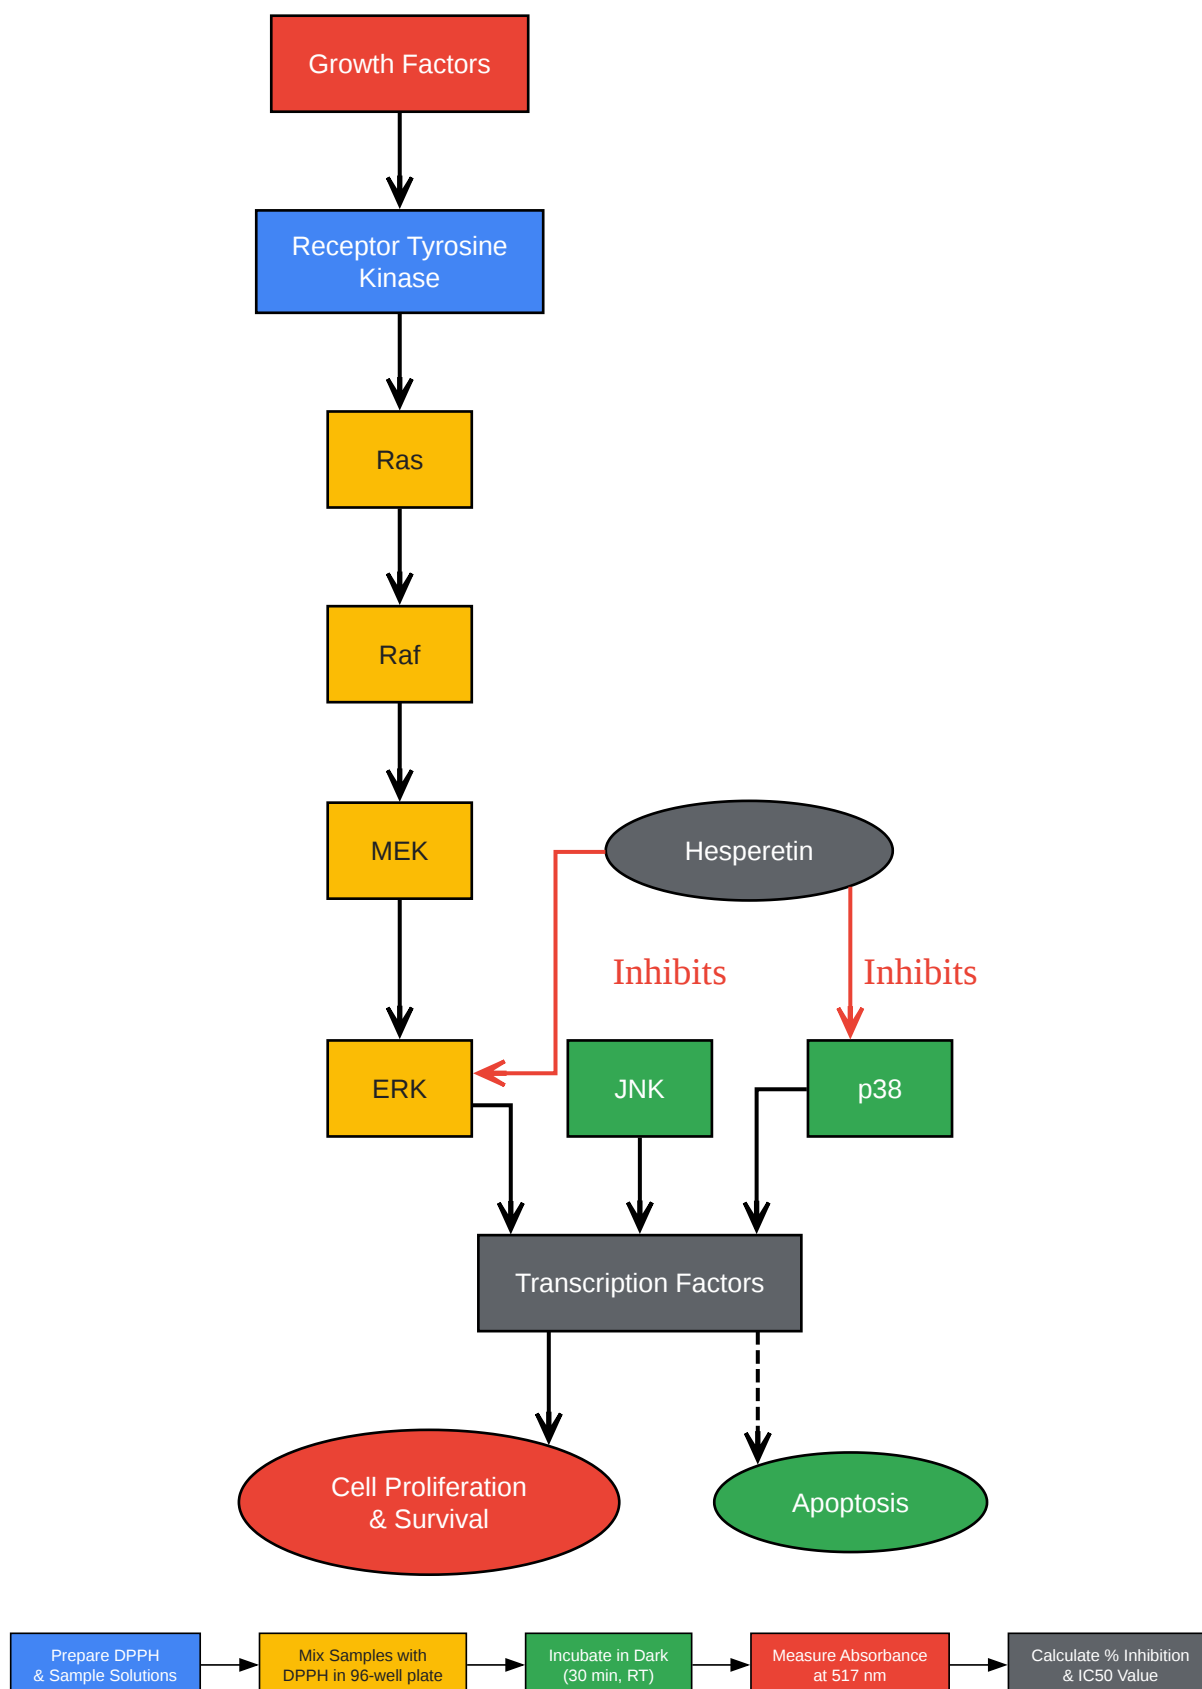 Growth Factors
Receptor Tyrosine
Kinase
Ras
Raf
MEK
Hesperetin
Inhibits
Inhibits
ERK
JNK
p38
Transcription Factors
Cell Proliferation
& Survival
Apoptosis
Prepare DPPH
& Sample Solutions
Mix Samples with
DPPH in 96-well plate
Incubate in Dark
(30 min, RT)
Measure Absorbance
at 517 nm
Calculate % Inhibition
& IC50 Value